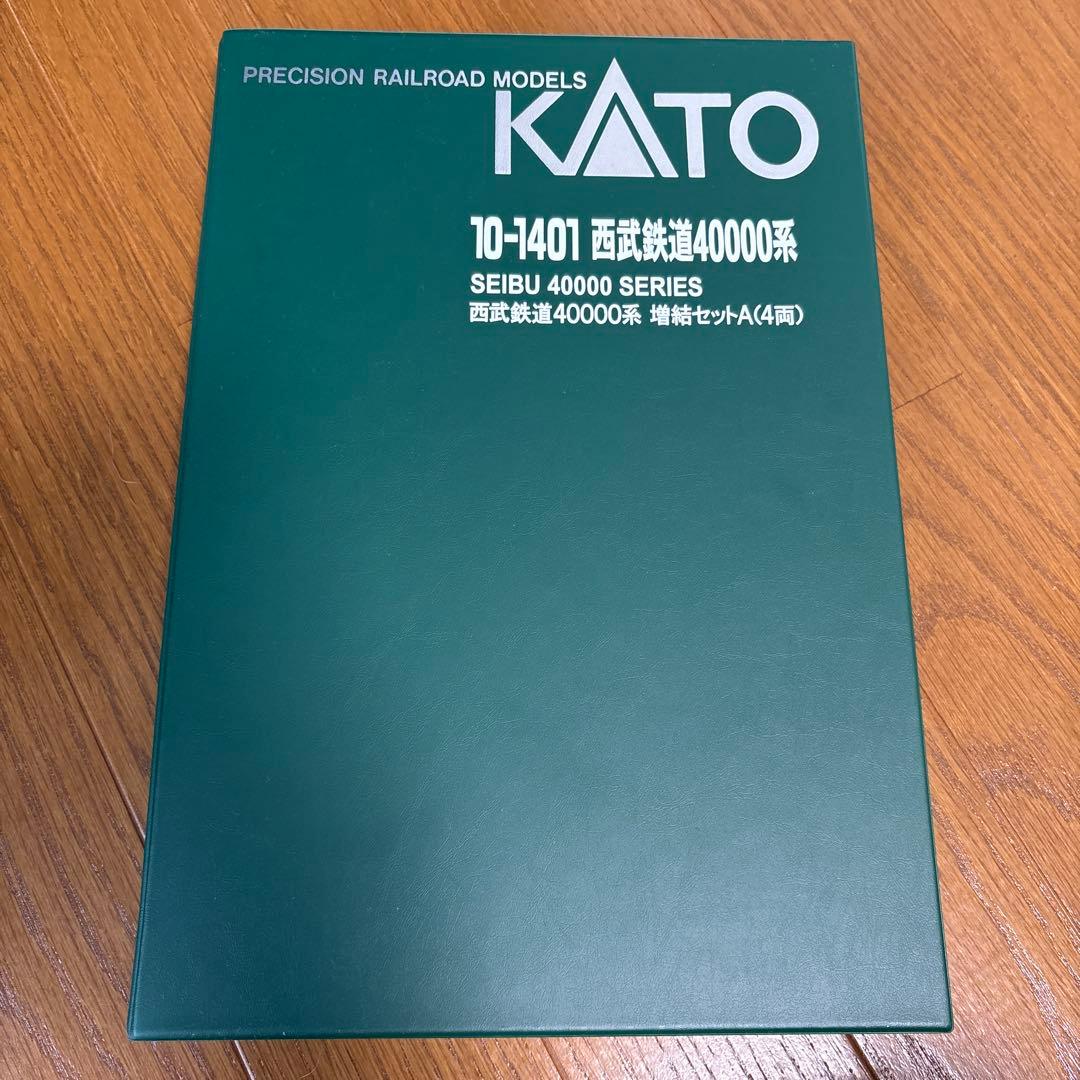 PRECISION RAILROAD MODELS
KATO
10-1401 西武鉄道40000系
SEIBU 40000 SERIES
西武鉄道40000系 増結セットA(4両)